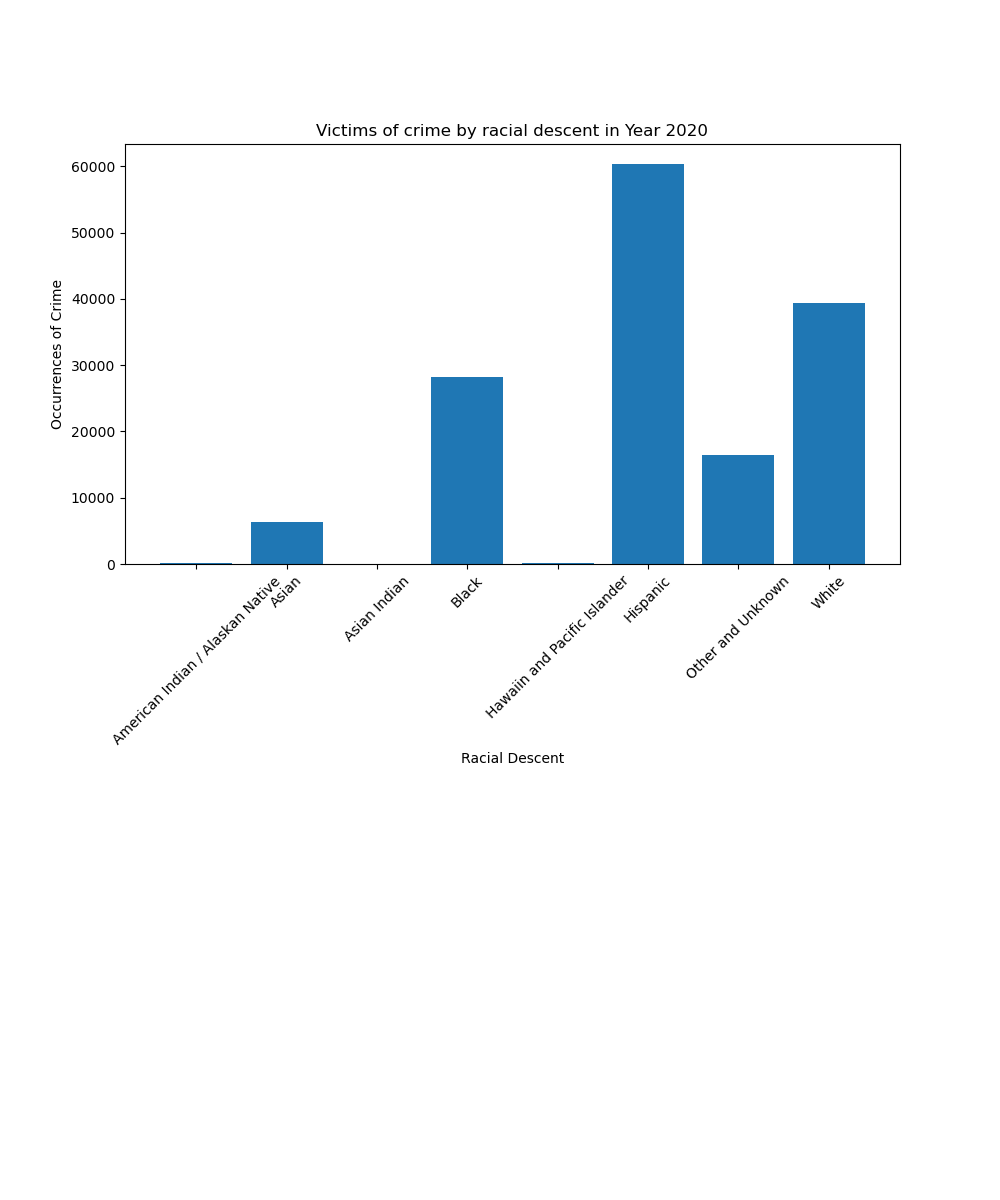 Victims of crime by racial descent in Year 2020
Occurrences of Crime
60000
50000
40000
30000
20000
10000
0
American Indian / Alaskan Native
Asian
Asian Indian
Black
Hawaiin and Pacific Islander
Hispanic
Other and Unknown
White
Racial Descent